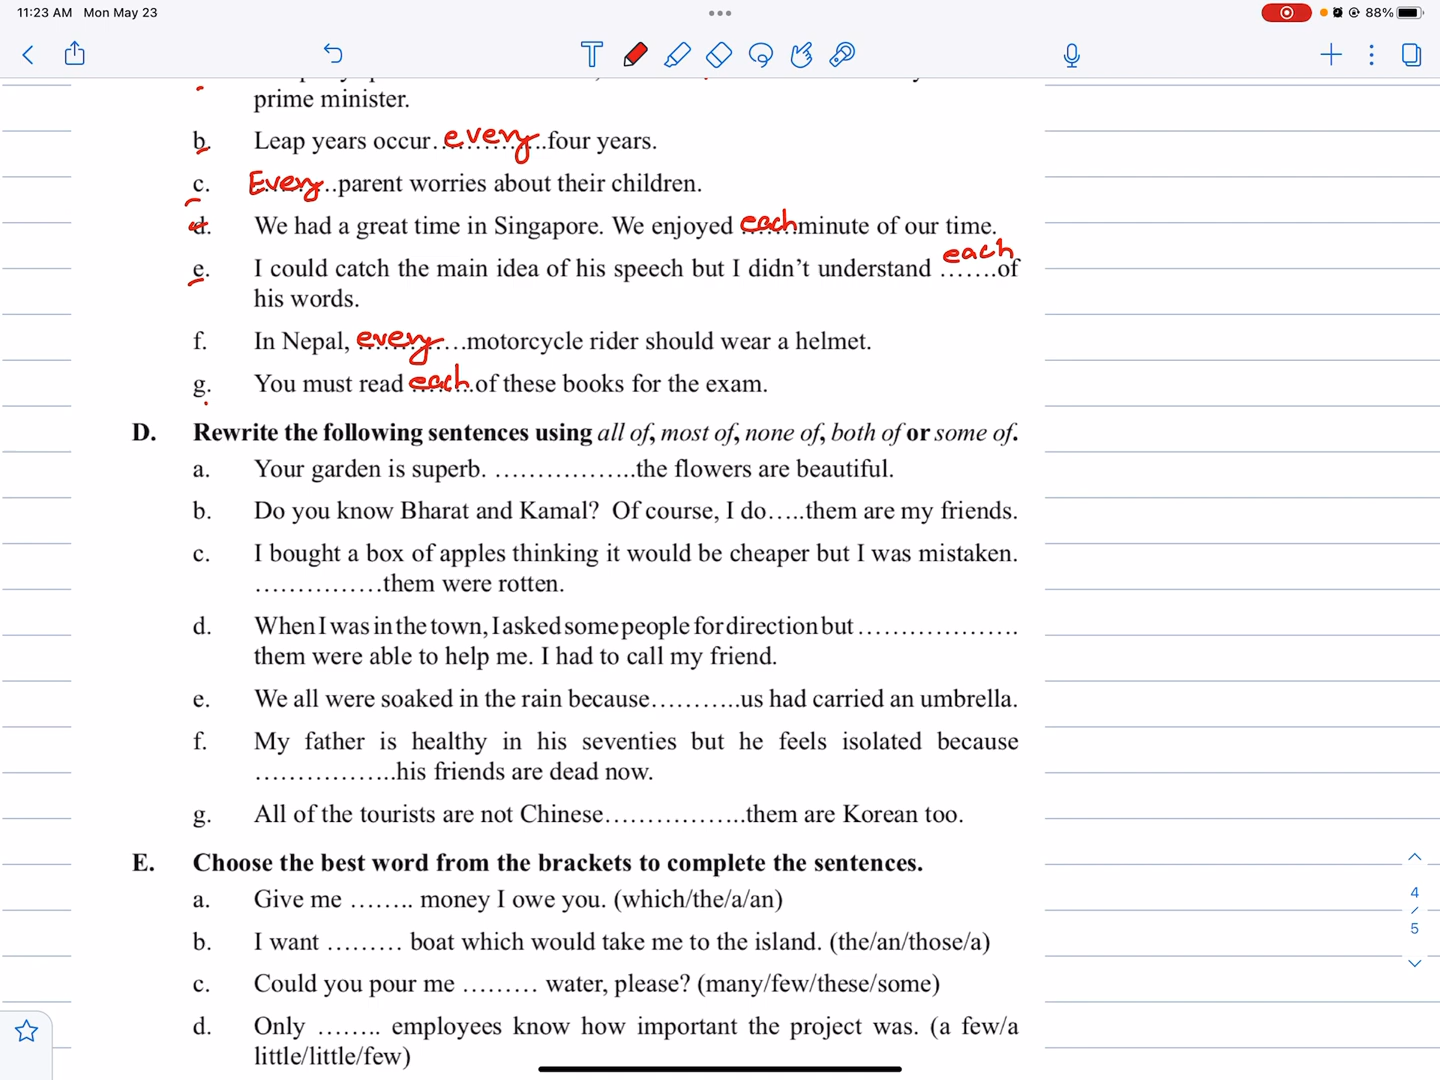 11:23 AM Mon May 23
88%
prime minister.
b. Leap years occur every four years.
c. Every parent worries about their children.
d. We had a great time in Singapore. We enjoyed each minute of our time.
e. I could catch the main idea of his speech but I didn't understand each of
his words.
f. In Nepal, every motorcycle rider should wear a helmet.
g. You must read each of these books for the exam.
D. Rewrite the following sentences using all of, most of, none of, both of or some of.
a. Your garden is superb. ……………..the flowers are beautiful.
b. Do you know Bharat and Kamal? Of course, I do…..them are my friends.
c. I bought a box of apples thinking it would be cheaper but I was mistaken.
……………them were rotten.
d. When I was in the town, I asked some people for direction but ……………….
them were able to help me. I had to call my friend.
e. We all were soaked in the rain because………..us had carried an umbrella.
f. My father is healthy in his seventies but he feels isolated because
……………..his friends are dead now.
g. All of the tourists are not Chinese……………..them are Korean too.
E. Choose the best word from the brackets to complete the sentences.
a. Give me …….. money I owe you. (which/the/a/an)
b. I want ……… boat which would take me to the island. (the/an/those/a)
c. Could you pour me ……… water, please? (many/few/these/some)
d. Only …….. employees know how important the project was. (a few/a
little/little/few)
4
/
5